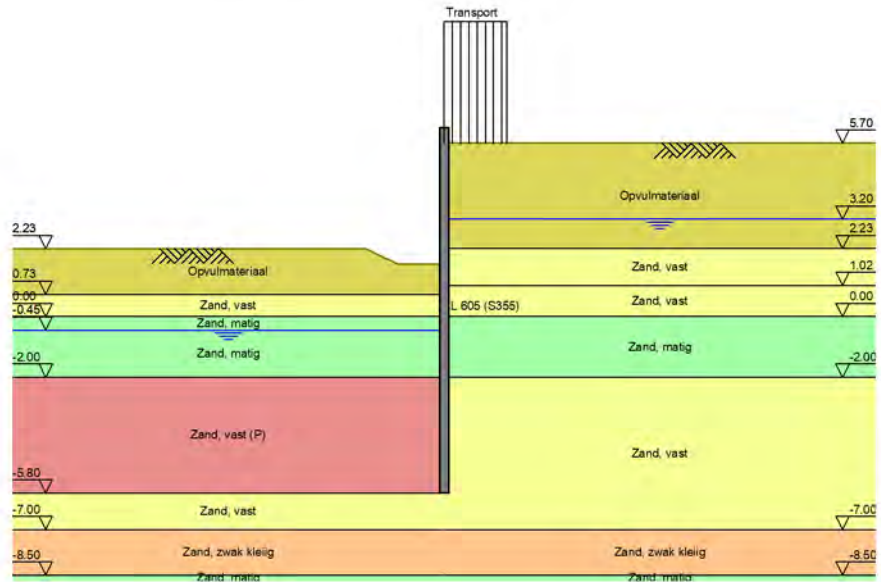 Transport
5.70
Opvulmateriaal
3.20
2.23
2.23
Opvulmateriaal
Zand, vast
1.02
0.73
Zand, vast
Zand, vast
0.00
0.00
L 605 (S355)
-0.45
Zand, matig
Zand, matig
Zand, matig
-2.00
-2.00
Zand, vast (P)
Zand, vast
-5.80
Zand, vast
-7.00
-7.00
Zand, zwak kleiig
Zand, zwak kleiig
-8.50
-8.50
Zand, matig
Zand, matig